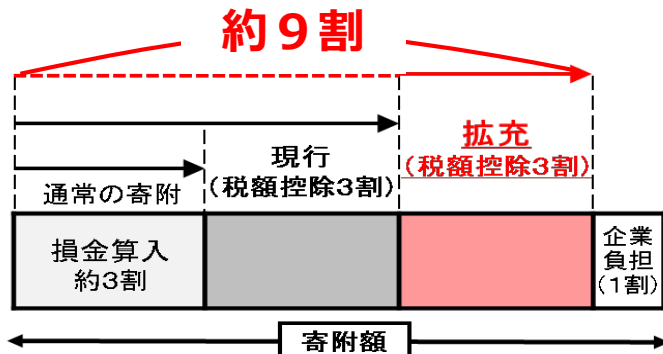 約９割
拡充
(税額控除3割)
現行
(税額控除3割)
通常の寄附
損金算入
約3割
企業
負担
(1割)
寄附額